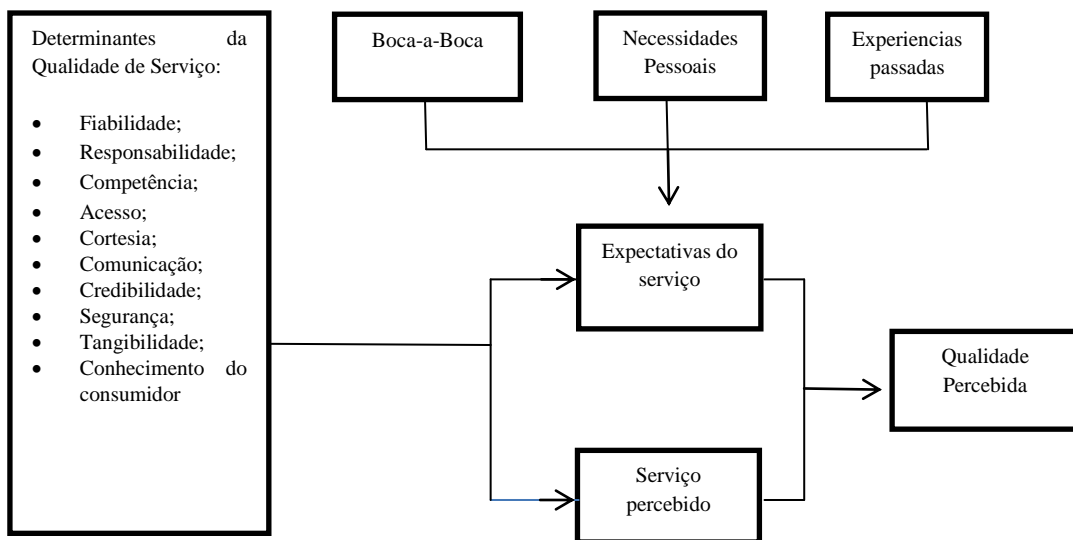 Determinantes da
Qualidade de Serviço:
• Fiabilidade;
• Responsabilidade;
• Competência;
• Acesso;
• Cortesia;
• Comunicação;
• Credibilidade;
• Segurança;
• Tangibilidade;
• Conhecimento do
consumidor
Boca-a-Boca
Necessidades
Pessoais
Experiencias
passadas
Expectativas do
serviço
Serviço
percebido
Qualidade
Percebida